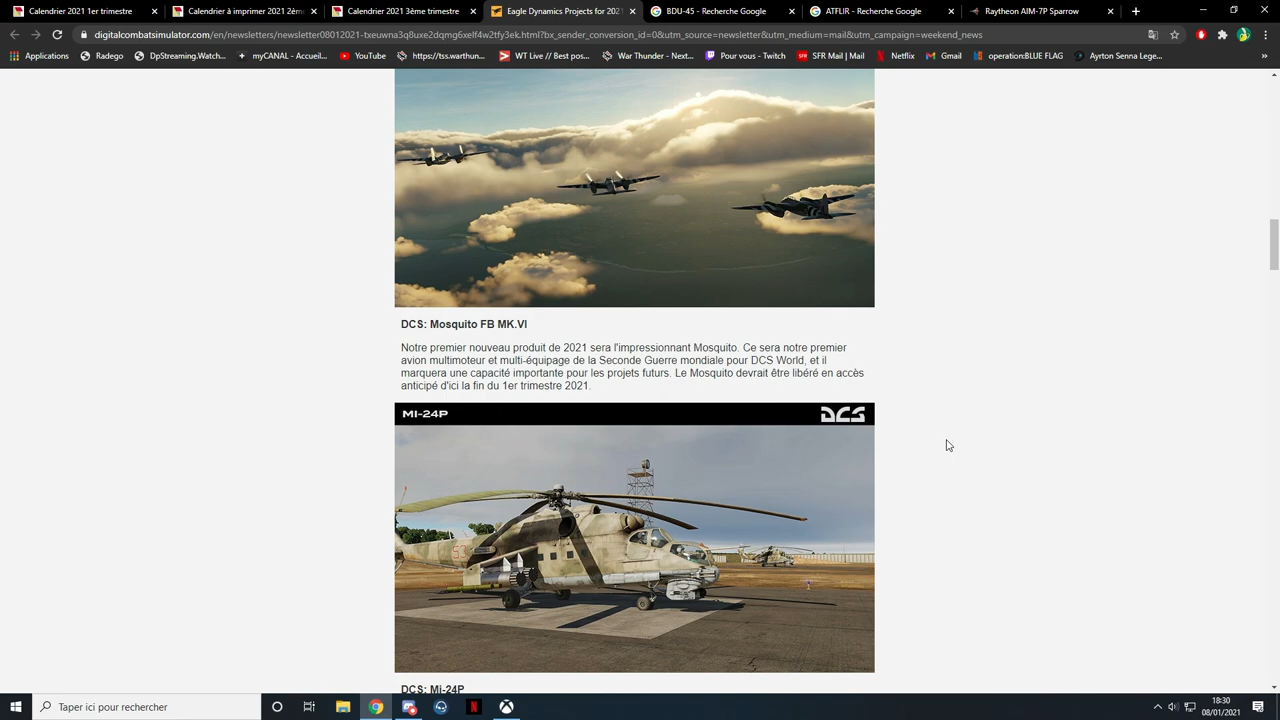 Calendrier 2021 1er trimestre
Calendrier à imprimer 2021 2ém
Calendrier 2021 3ème trimestre
Eagle Dynamics Projects for 2021
BDU-45 - Recherche Google
ATFLIR - Recherche Google
Raytheon AIM-7P Sparrow
digitalcombatsimulator.com/en/newsletters/newsletter08012021-txeuwna3q8uxe2dqmg6xelf4w2tfy3ek.html?bx_sender_conversion_id=0&utm_source=newsletter&utm_medium=mail&utm_campaign=weekend_news
Applications
Radego
DpStreaming.Watch...
myCANAL - Accueil...
YouTube
https://tss.warthun...
WT Live // Best pos...
War Thunder - Next...
Pour vous - Twitch
SFR Mail | Mail
Netflix
Gmail
operation:BLUE FLAG
Ayrton Senna Lege...
DCS: Mosquito FB MK.VI
Notre premier nouveau produit de 2021 sera l'impressionnant Mosquito. Ce sera notre premier
avion multimoteur et multi-équipage de la Seconde Guerre mondiale pour DCS World, et il
marquera une capacité importante pour les projets futurs. Le Mosquito devrait être libéré en accès
anticipé d'ici la fin du 1er trimestre 2021.
MI-24P
DCS
53
DCS: Mi-24P
Taper ici pour rechercher
18:30
08/01/2021